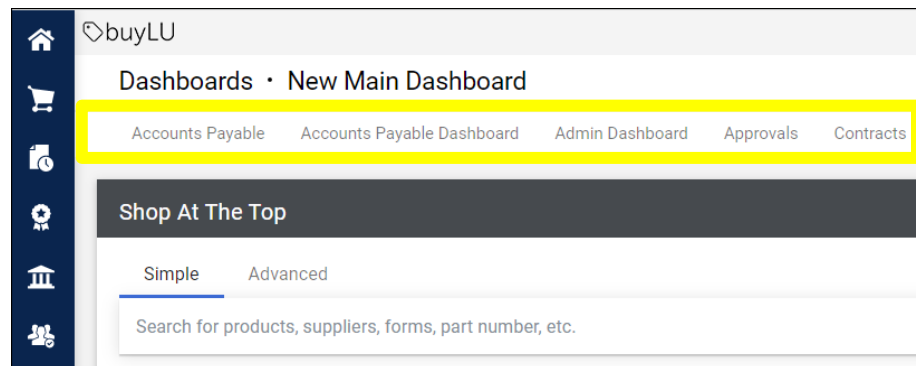 buyLU
Dashboards · New Main Dashboard
Accounts Payable Accounts Payable Dashboard Admin Dashboard Approvals Contracts
Shop At The Top
Simple Advanced
Search for products, suppliers, forms, part number, etc.